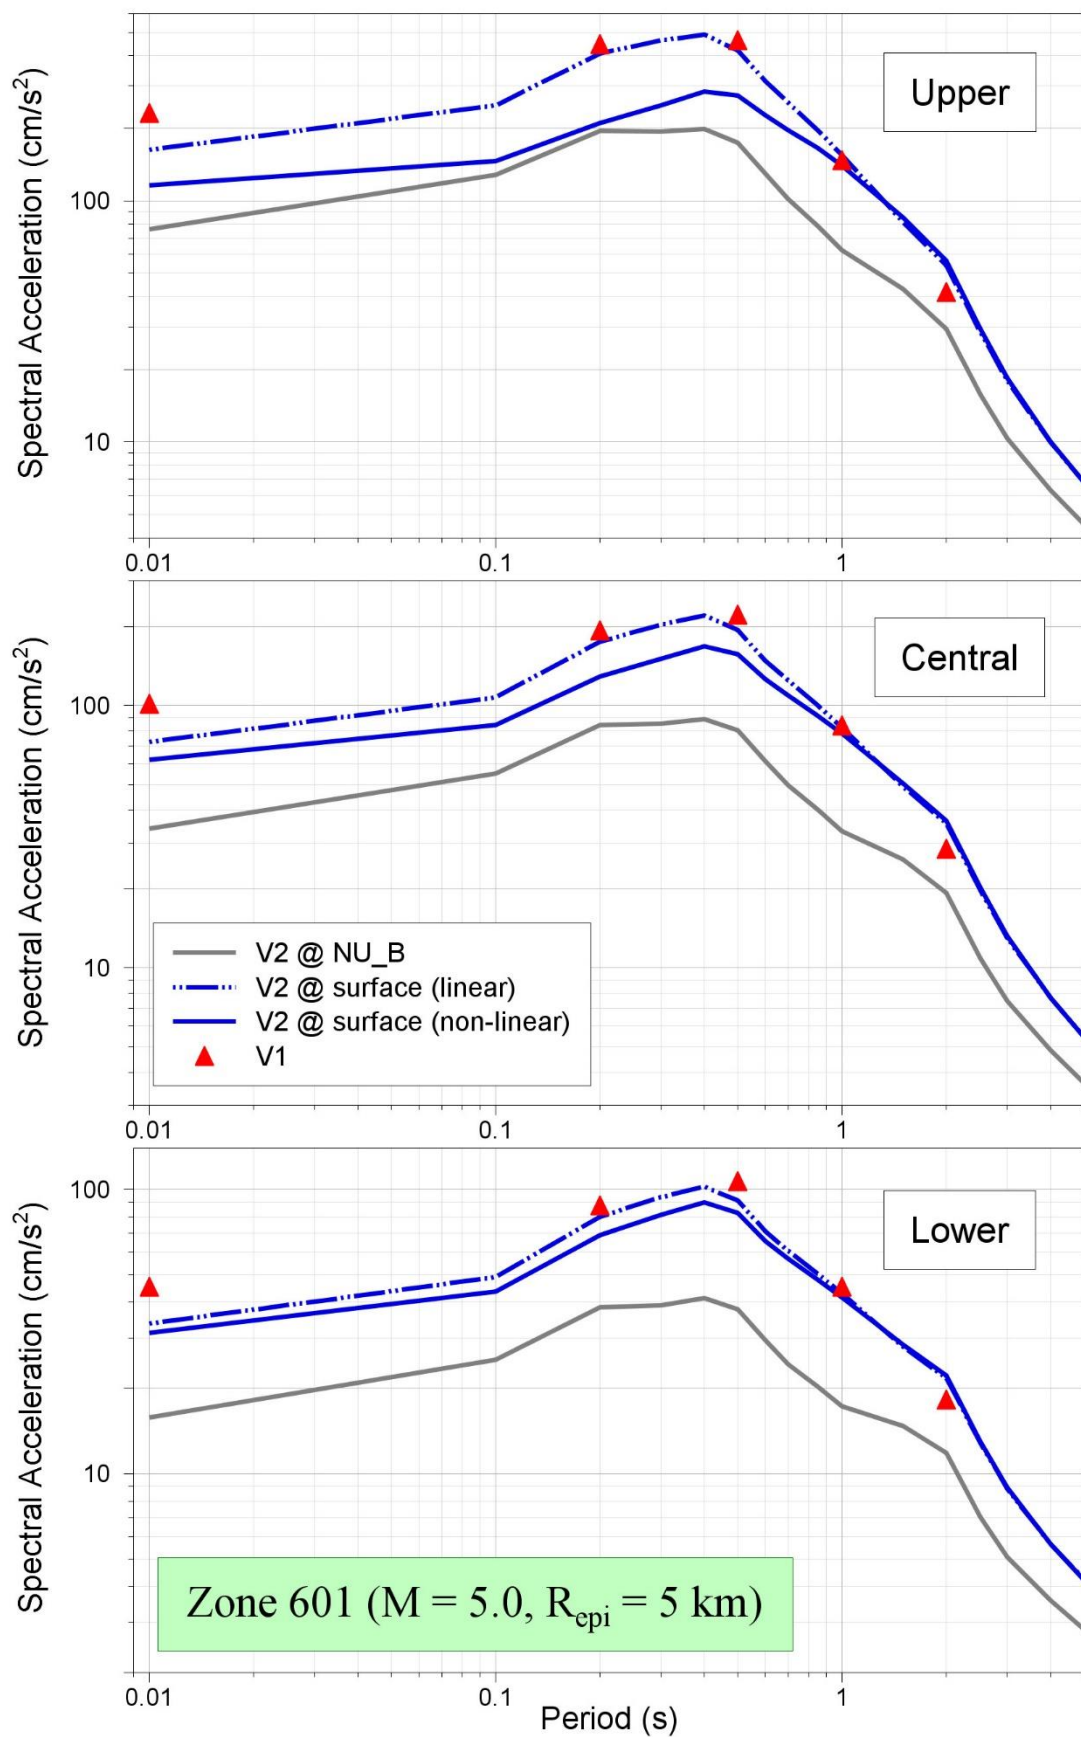 Spectral Acceleration (cm/s²)
100
10
Upper
0.01 0.1 1
Spectral Acceleration (cm/s²)
100
10
Central
V2 @ NU_B
V2 @ surface (linear)
V2 @ surface (non-linear)
V1
0.01 0.1 1
Spectral Acceleration (cm/s²)
100
10
Lower
Zone 601 (M = 5.0, Repi = 5 km)
0.01 0.1 1
Period (s)